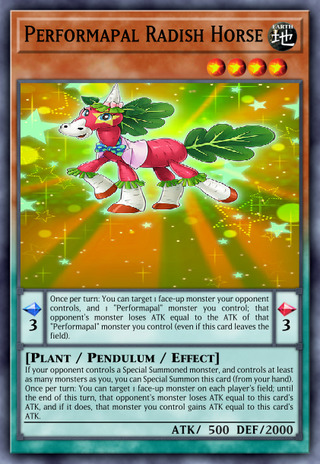 PERFORMAPAL RADISH HORSE
EARTH
地
Once per turn: You can target 1 face-up monster your opponent
controls, and 1 "Performapal" monster you control; that
opponent's monster loses ATK equal to the ATK of
that "Performapal" monster you control (even if this card leaves the
field).
3
3
[PLANT / PENDULUM / EFFECT]
If your opponent controls a Special Summoned monster, and controls at least
as many monsters as you, you can Special Summon this card (from your hand).
Once per turn: You can target 1 face-up monster on each player's field; until
the end of this turn, that opponent's monster loses ATK equal to this card's
ATK, and if it does, that monster you control gains ATK equal to this card's
ATK.
ATK/ 500 DEF/2000